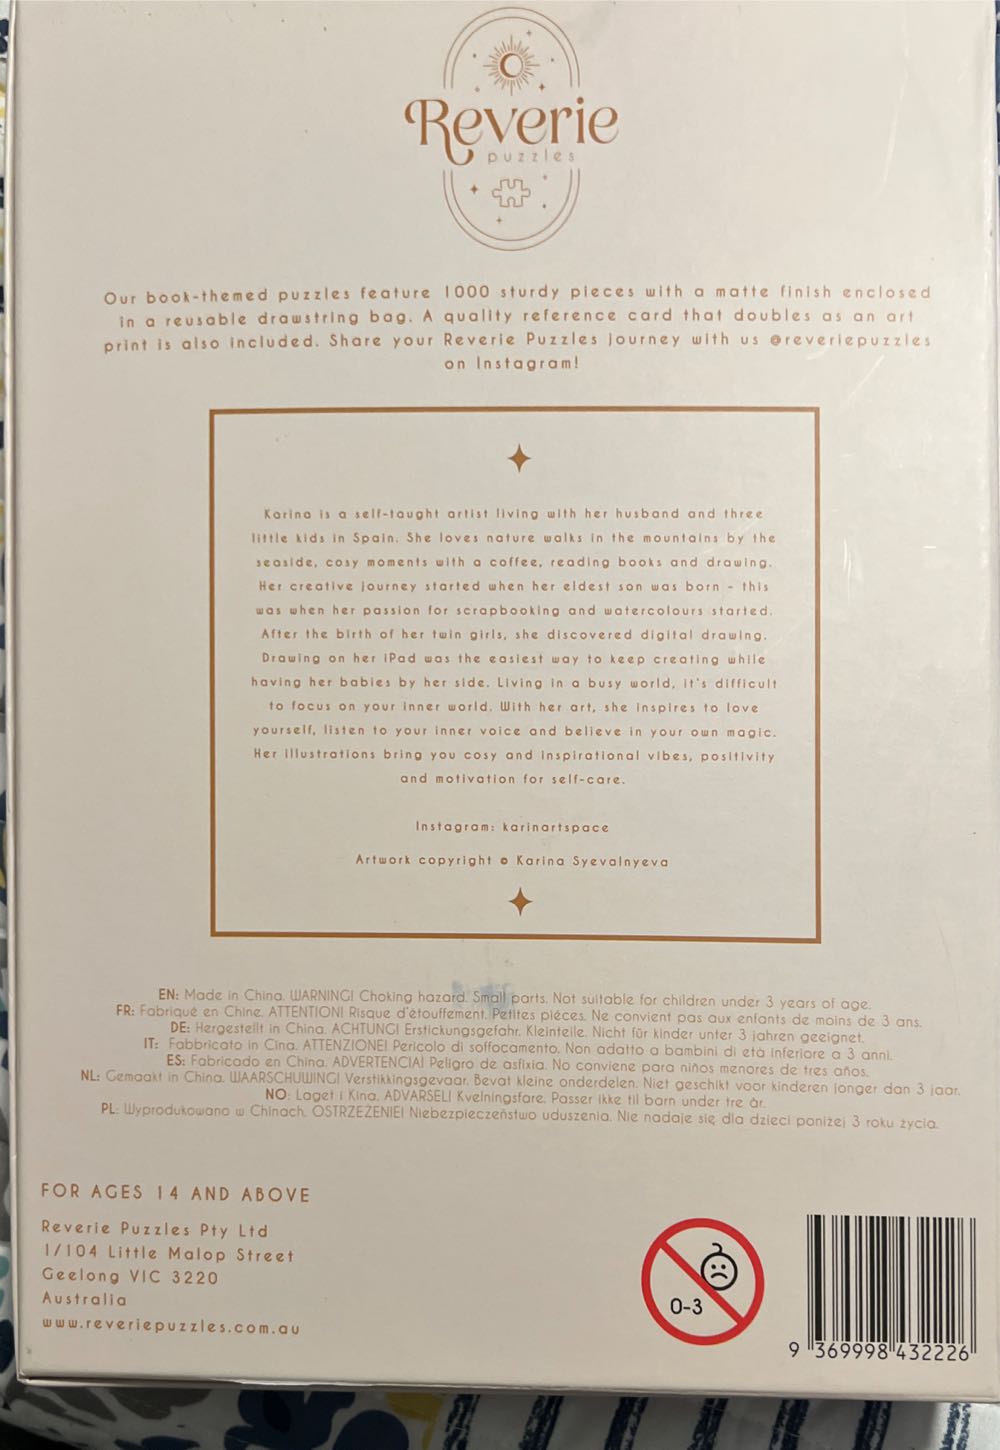 Reverie
puzzles
Our book-themed puzzles feature 1000 sturdy pieces with a matte finish enclosed
in a reusable drawstring bag. A quality reference card that doubles as an art
print is also included. Share your Reverie Puzzles journey with us @reveriepuzzles
on Instagram!
Karina is a self-taught artist living with her husband and three
little kids in Spain. She loves nature walks in the mountains by the
seaside, cosy moments with a coffee, reading books and drawing.
Her creative journey started when her eldest son was born - this
was when her passion for scrapbooking and watercolours started.
After the birth of her twin girls, she discovered digital drawing.
Drawing on her iPad was the easiest way to keep creating while
having her babies by her side. Living in a busy world, it's difficult
to focus on your inner world. With her art, she inspires to love
yourself, listen to your inner voice and believe in your own magic.
Her illustrations bring you cosy and inspirational vibes, positivity
and motivation for self-care.
Instagram: karinartspace
Artwork copyright © Karina Syevalnyeva
EN: Made in China. WARNING! Choking hazard. Small parts. Not suitable for children under 3 years of age.
FR: Fabriqué en Chine. ATTENTION! Risque d'étouffement. Petites pièces. Ne convient pas aux enfants de moins de 3 ans.
DE: Hergestellt in China. ACHTUNG! Erstickungsgefahr. Kleinteile. Nicht für kinder unter 3 jahren geeignet.
IT: Fabbricato in Cina. ATTENZIONE! Pericolo di soffocamento. Non adatto a bambini di età inferiore a 3 anni.
ES: Fabricado en China. ADVERTENCIA! Peligro de asfixia. No conviene para niños menores de tres años.
NL: Gemaakt in China. WAARSCHUWING! Verstikkingsgevaar. Bevat kleine onderdelen. Niet geschikt voor kinderen jonger dan 3 jaar.
NO: Laget i Kina. ADVARSEL! Kvelningsfare. Passer ikke til barn under tre år.
PL: Wyprodukowano w Chinach. OSTRZEŻENIE! Niebezpieczeństwo uduszenia. Nie nadaje się dla dzieci poniżej 3 roku życia.
FOR AGES 14 AND ABOVE
Reverie Puzzles Pty Ltd
1/104 Little Malop Street
Geelong VIC 3220
Australia
www.reveriepuzzles.com.au
0-3
9 369998 432226